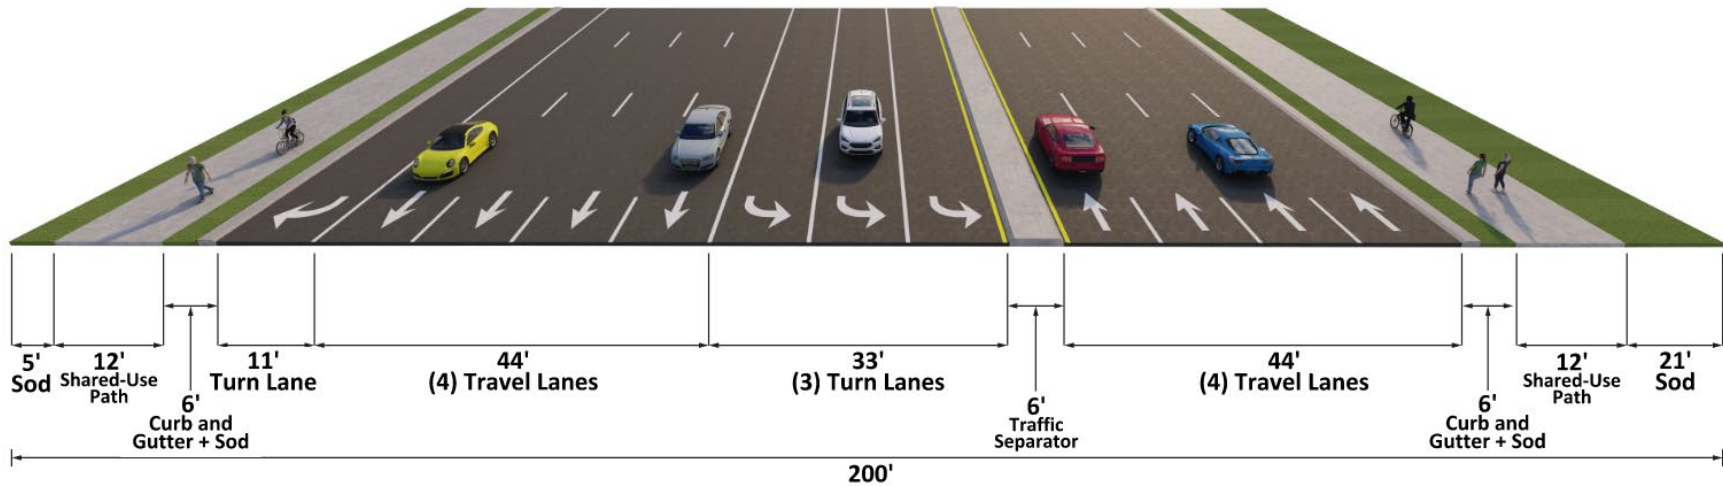 5'
Sod
12'
Shared-Use
Path
6'
Curb and
Gutter + Sod
11'
Turn Lane
44'
(4) Travel Lanes
33'
(3) Turn Lanes
6'
Traffic
Separator
44'
(4) Travel Lanes
6'
Curb and
Gutter + Sod
12'
Shared-Use
Path
21'
Sod
200'